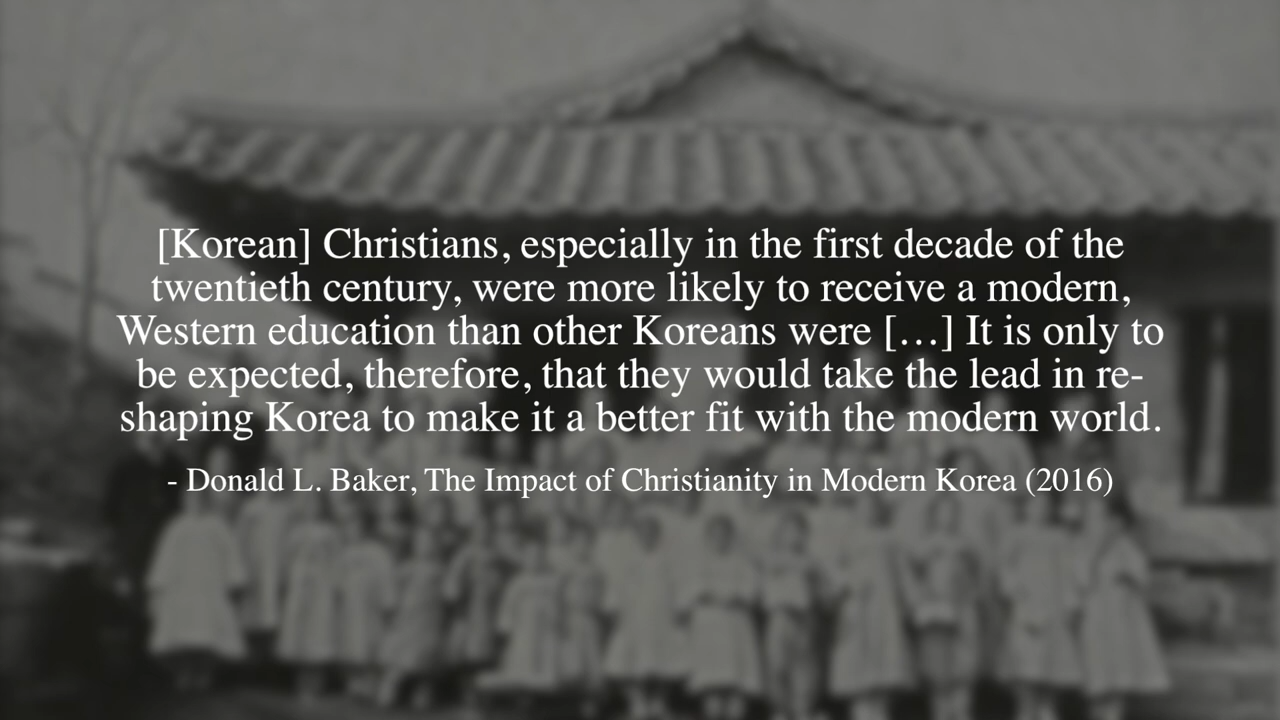 [Korean] Christians, especially in the first decade of the
twentieth century, were more likely to receive a modern,
Western education than other Koreans were […] It is only to
be expected, therefore, that they would take the lead in re-
shaping Korea to make it a better fit with the modern world.
- Donald L. Baker, The Impact of Christianity in Modern Korea (2016)